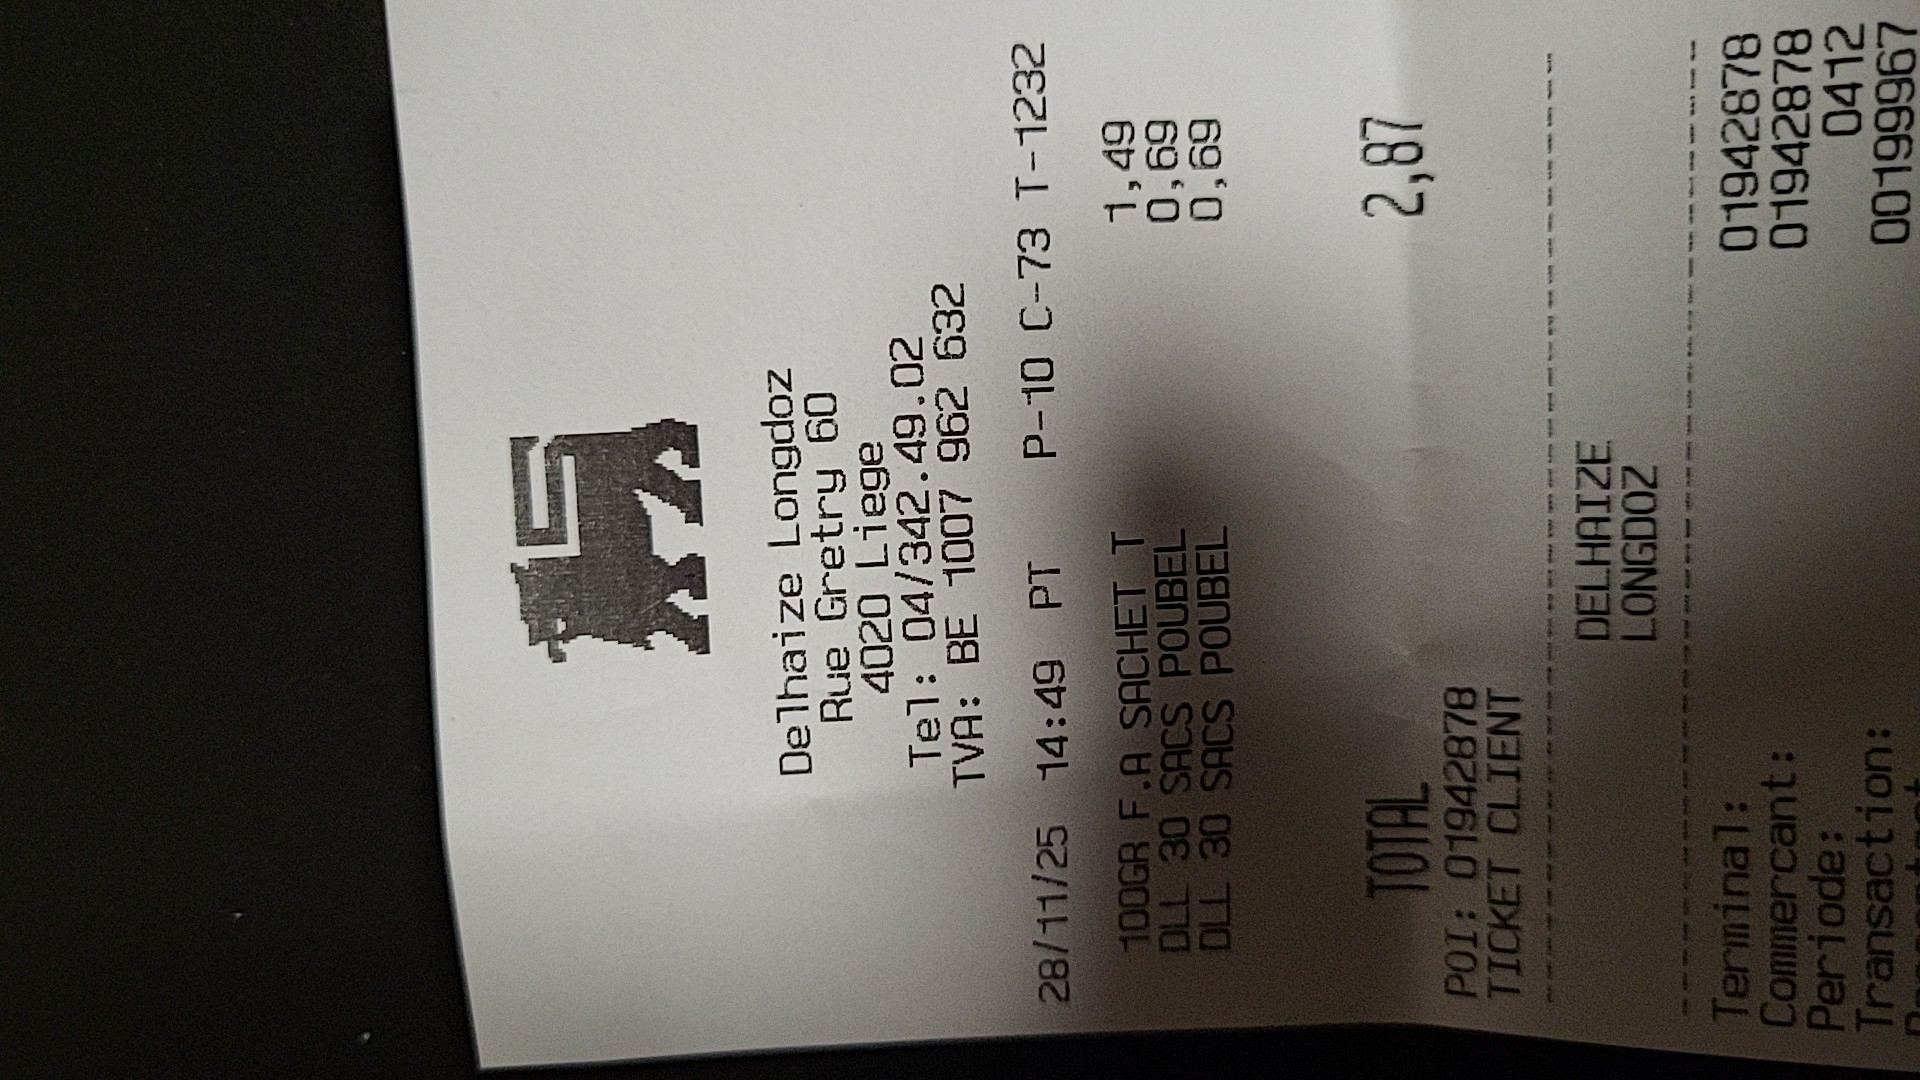 Delhaize Longdoz
Rue Gretry 60
4020 Liege
Tel: 04/342.49.02
TVA: BE 1007 962 632
28/11/25 14:49 PT P-10 C-73 T-1232
100GR F.A SACHET T 1,49
DLL 30 SACS POUBEL 0,69
DLL 30 SACS POUBEL 0,69
TOTAL 2,87
POI: 01942878
TICKET CLIENT
DELHAIZE
LONGDOZ
Terminal: 01942878
Commercant: 01942878
Periode: 0412
Transaction: 00199967